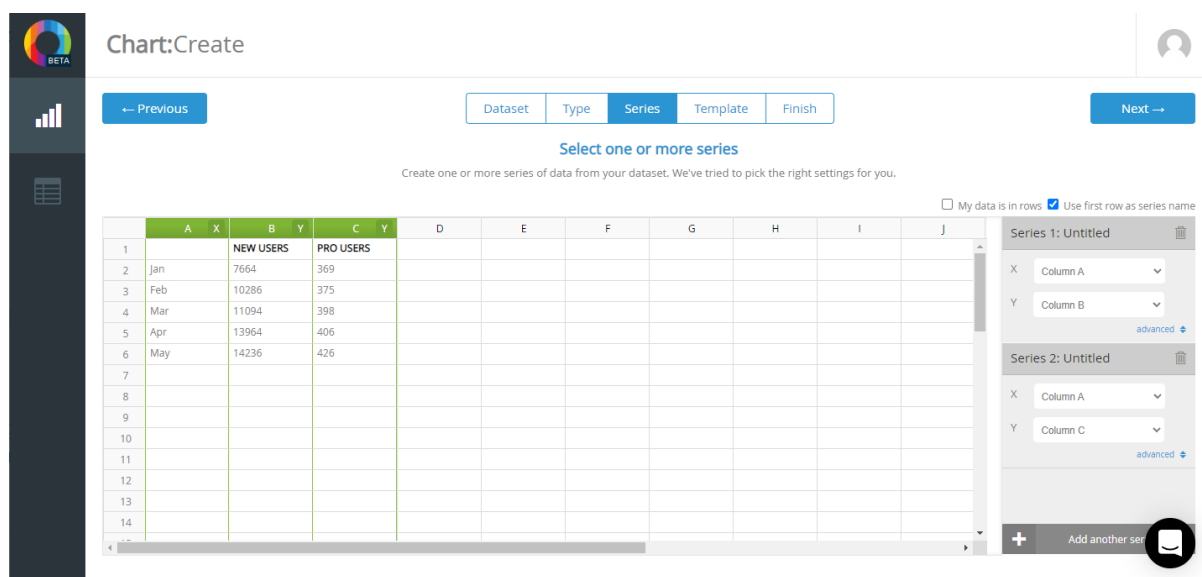 BETA
Chart:Create
← Previous
Dataset Type Series Template Finish
Next →
Select one or more series
Create one or more series of data from your dataset. We've tried to pick the right settings for you.
My data is in rows Use first row as series name
A X B Y C Y D E F G H I J
1 NEW USERS PRO USERS
2 Jan 7664 369
3 Feb 10286 375
4 Mar 11094 398
5 Apr 13964 406
6 May 14236 426
7
8
9
10
11
12
13
14
Series 1: Untitled
X Column A
Y Column B
advanced
Series 2: Untitled
X Column A
Y Column C
advanced
Add another ser